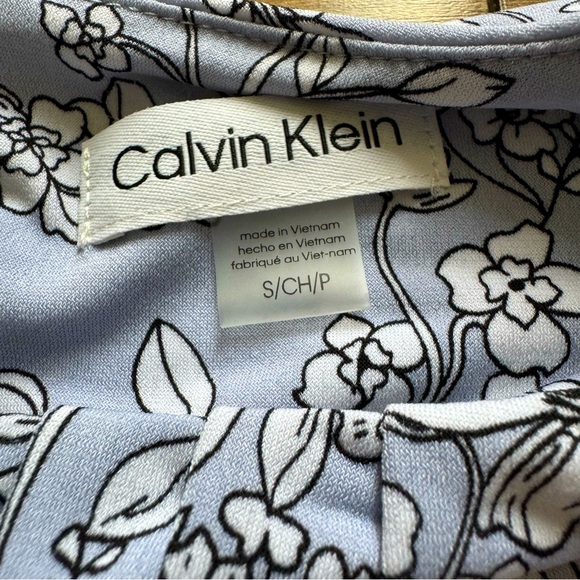 Calvin Klein
made in Vietnam
hecho en Vietnam
fabriqué au Viet-nam
S/CH/P